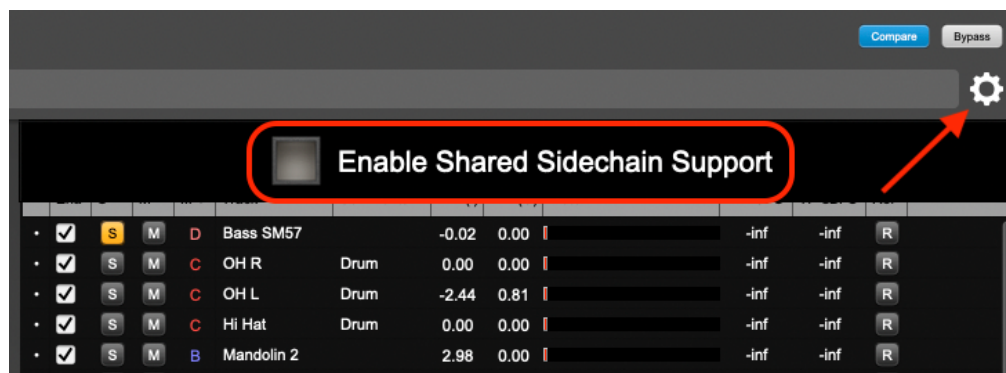 Compare Bypass
Enable Shared Sidechain Support
S M D Bass SM57 -0.02 0.00 -inf -inf R
S M C OH R Drum 0.00 0.00 -inf -inf R
S M C OH L Drum -2.44 0.81 -inf -inf R
S M C Hi Hat Drum 0.00 0.00 -inf -inf R
S M B Mandolin 2 2.98 0.00 -inf -inf R